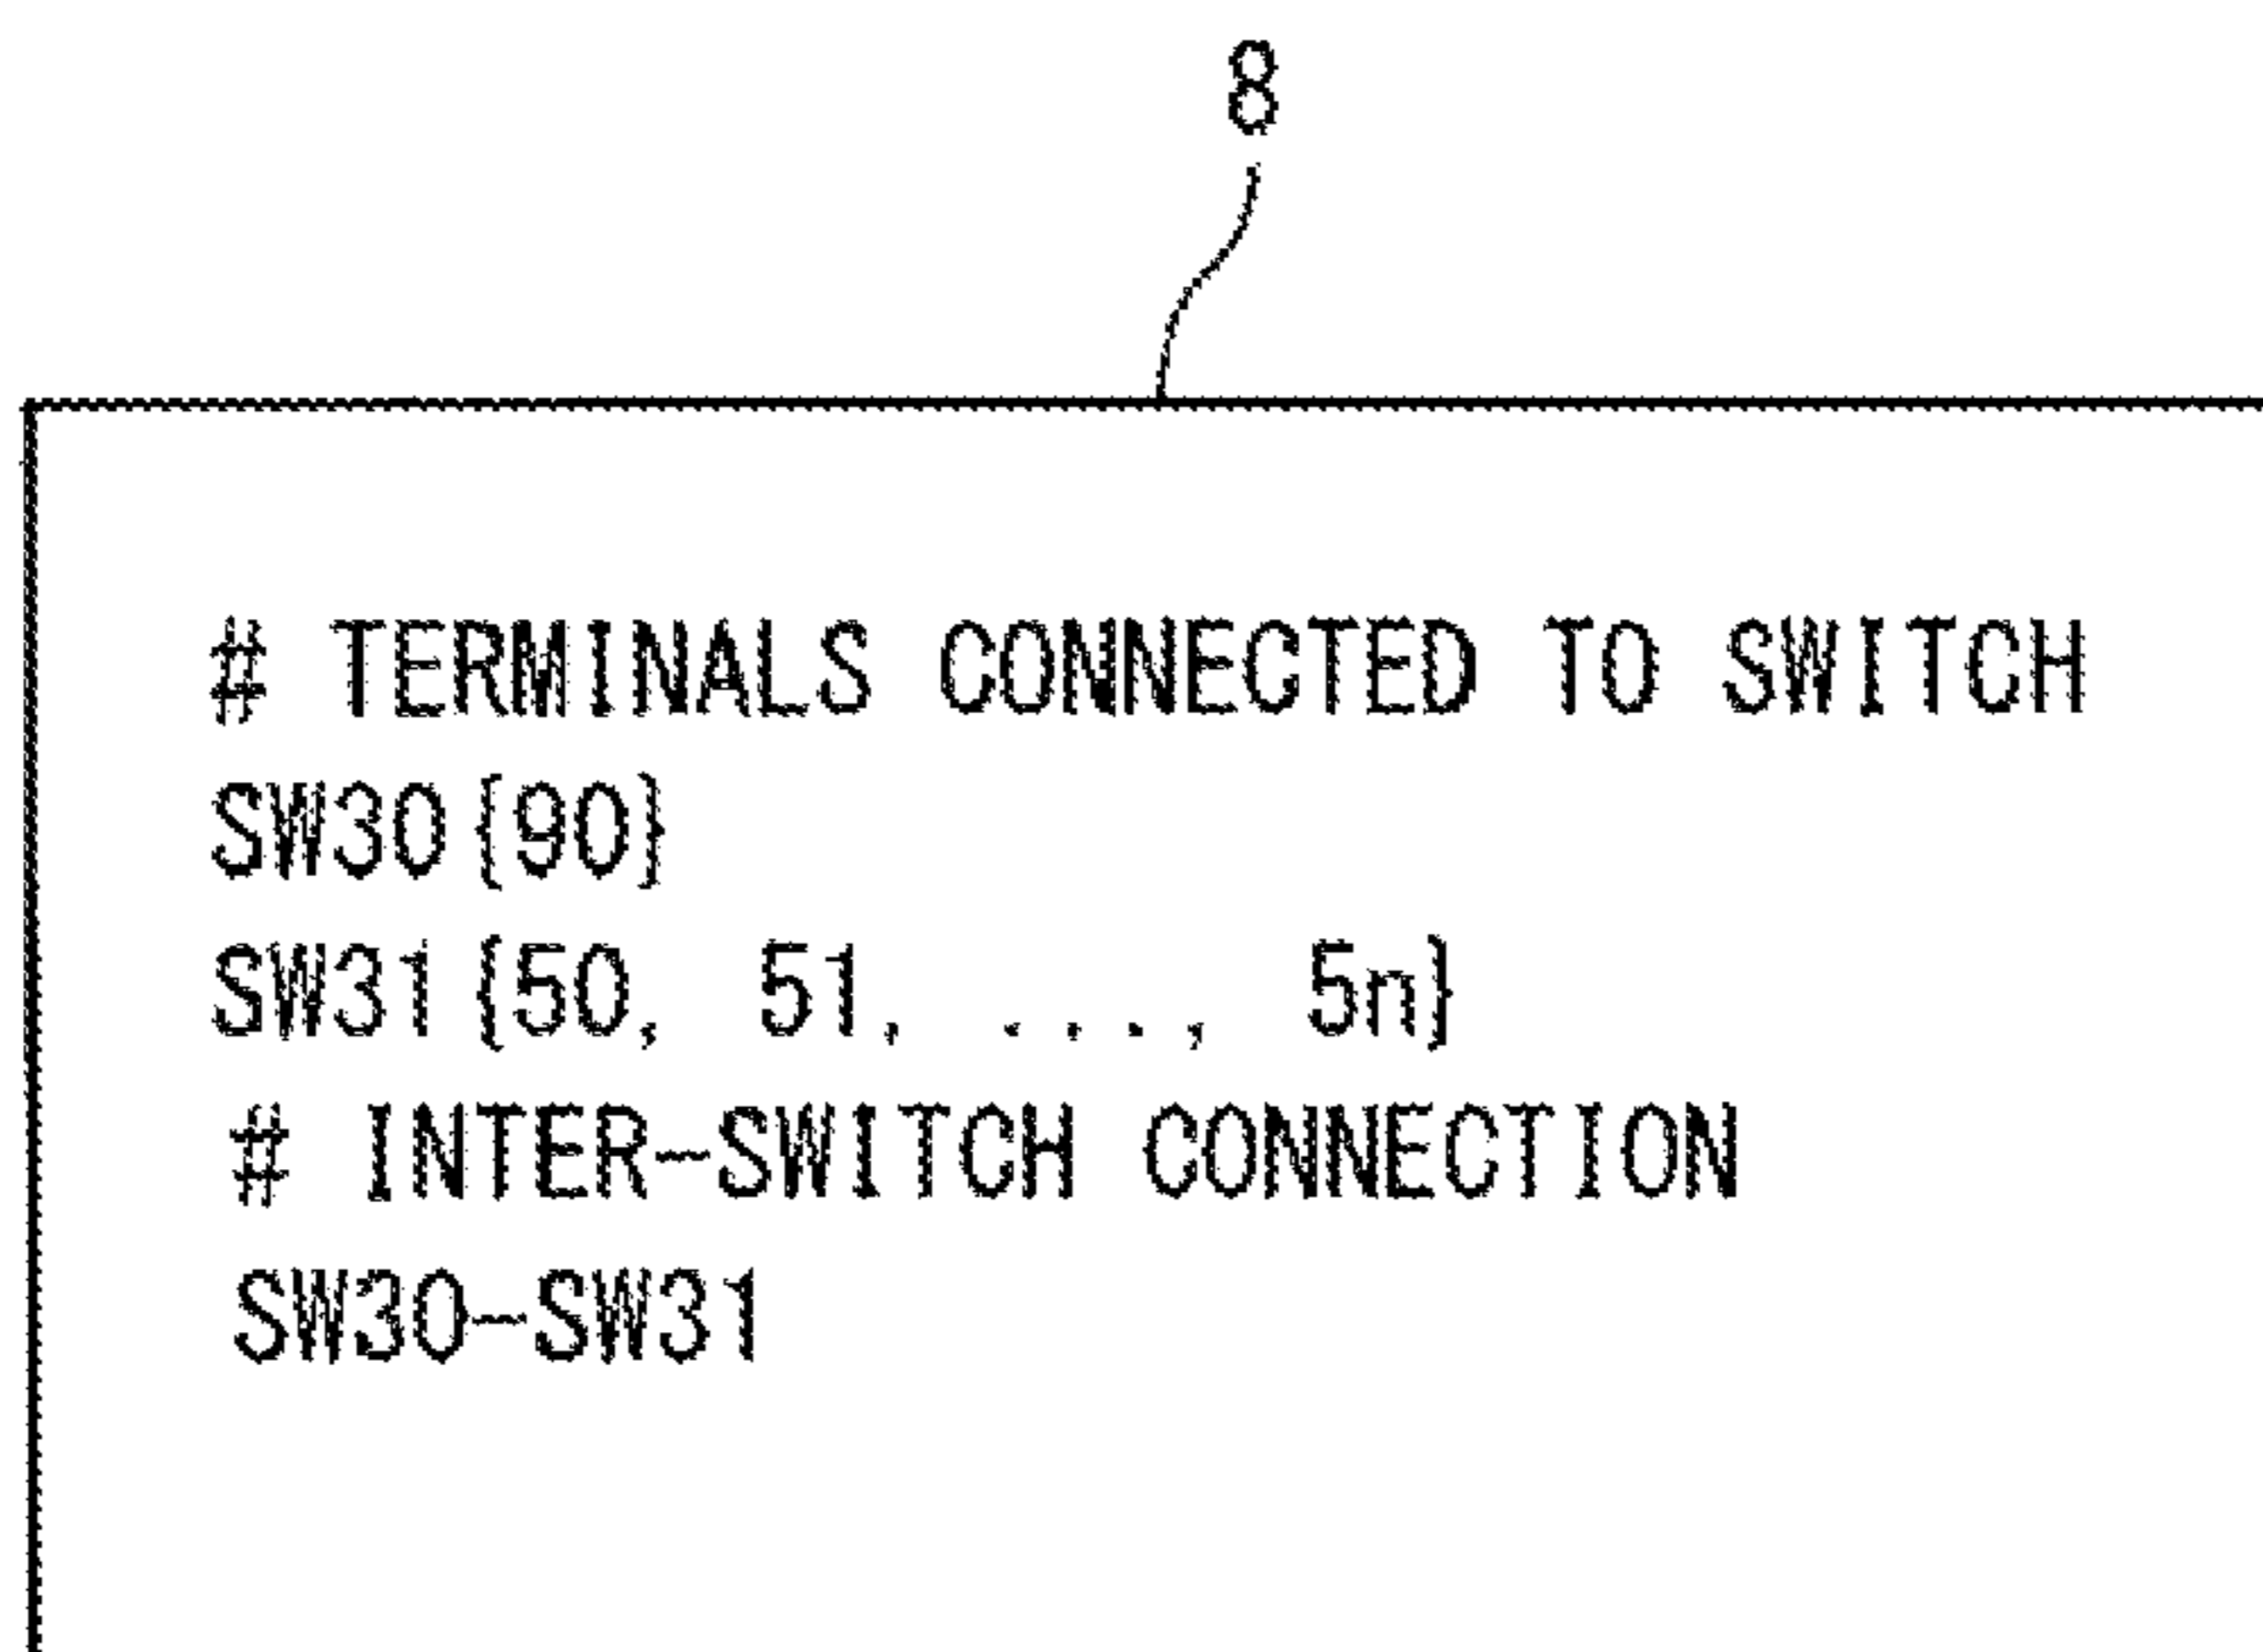 8
# TERMINALS CONNECTED TO SWITCH
SW30{90}
SW31{50, 51, ..., 5n}
# INTER-SWITCH CONNECTION
SW30-SW31